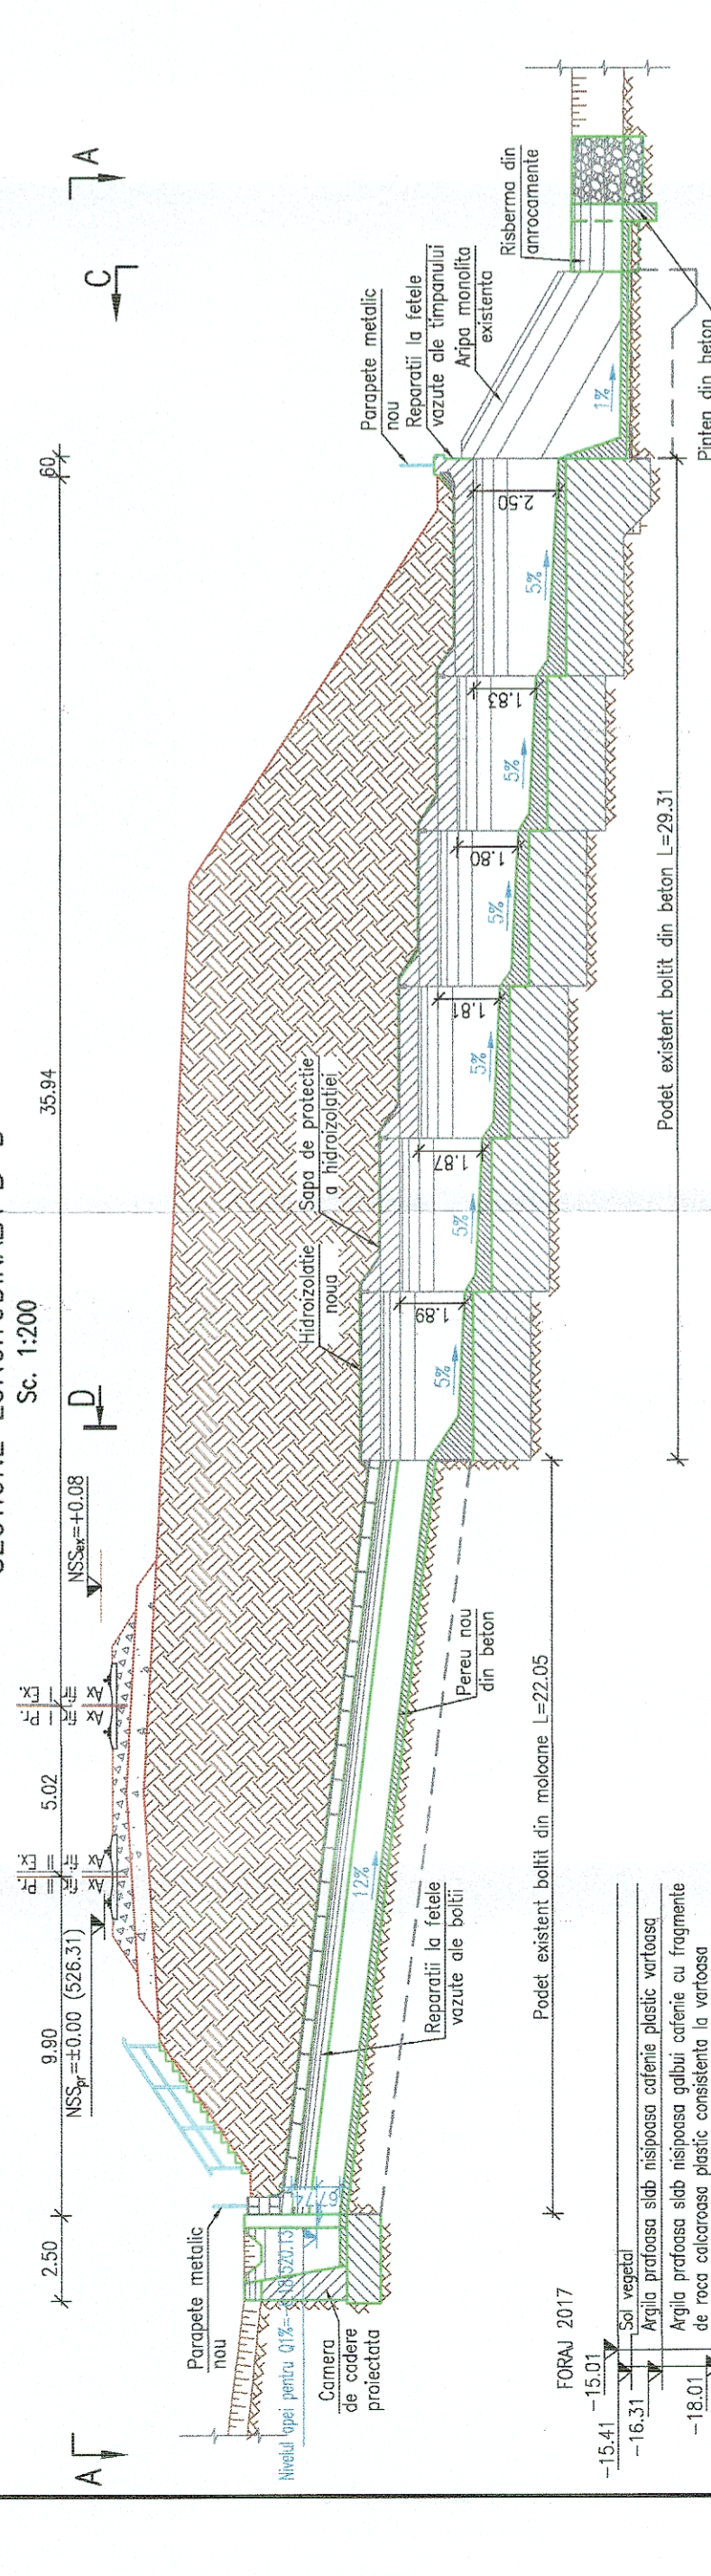 Sc. 1:200
2.50
9.90
5.02
35.94
60
A
A
C
D
NSSpr=±0.00 (526.31)
NSSex=+0.08
Parapete metalic
nou
Camera
de cadere
proiectata
Nivelul apei pentru Q1%=
Reparatii la fetele
vazute ale boltii
12%
Pereu nou
din beton
Hidroizolatie
noua
Sapa de protectie
a hidroizolatiei
Parapete metalic
nou
Reparatii la fetele
vazute ale timpanului
Aripa monolita
existenta
Risberma din
anrocamente
Pinten din beton
1.89
1.87
1.81
1.80
1.83
2.50
5%
5%
5%
5%
5%
5%
1%
Podet existent boltit din moloane L=22.05
Podet existent boltit din beton L=29.31
FORAJ 2017
-15.01
-15.41
-16.31
-18.01
Sol vegetal
Argila prafoasa slab nisipoasa cafenie plastic vartoasa
Argila prafoasa slab nisipoasa galbui cafenie cu fragmente
de roca calcaroasa plastic consistenta la vartoasa